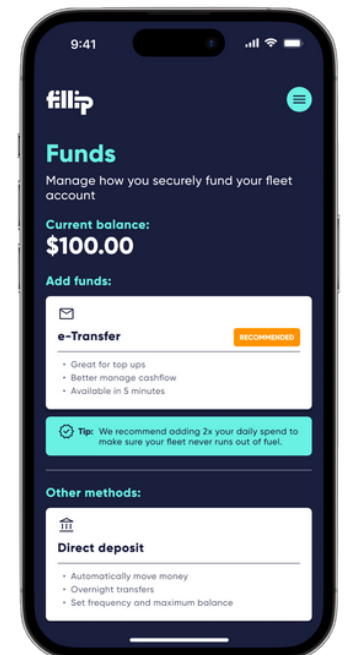 9:41
fillip
Funds
Manage how you securely fund your fleet
account
Current balance:
$100.00
Add funds:
e-Transfer
RECOMMENDED
• Great for top ups
• Better manage cashflow
• Available in 5 minutes
Tip: We recommend adding 2x your daily spend to
make sure your fleet never runs out of fuel.
Other methods:
Direct deposit
• Automatically move money
• Overnight transfers
• Set frequency and maximum balance